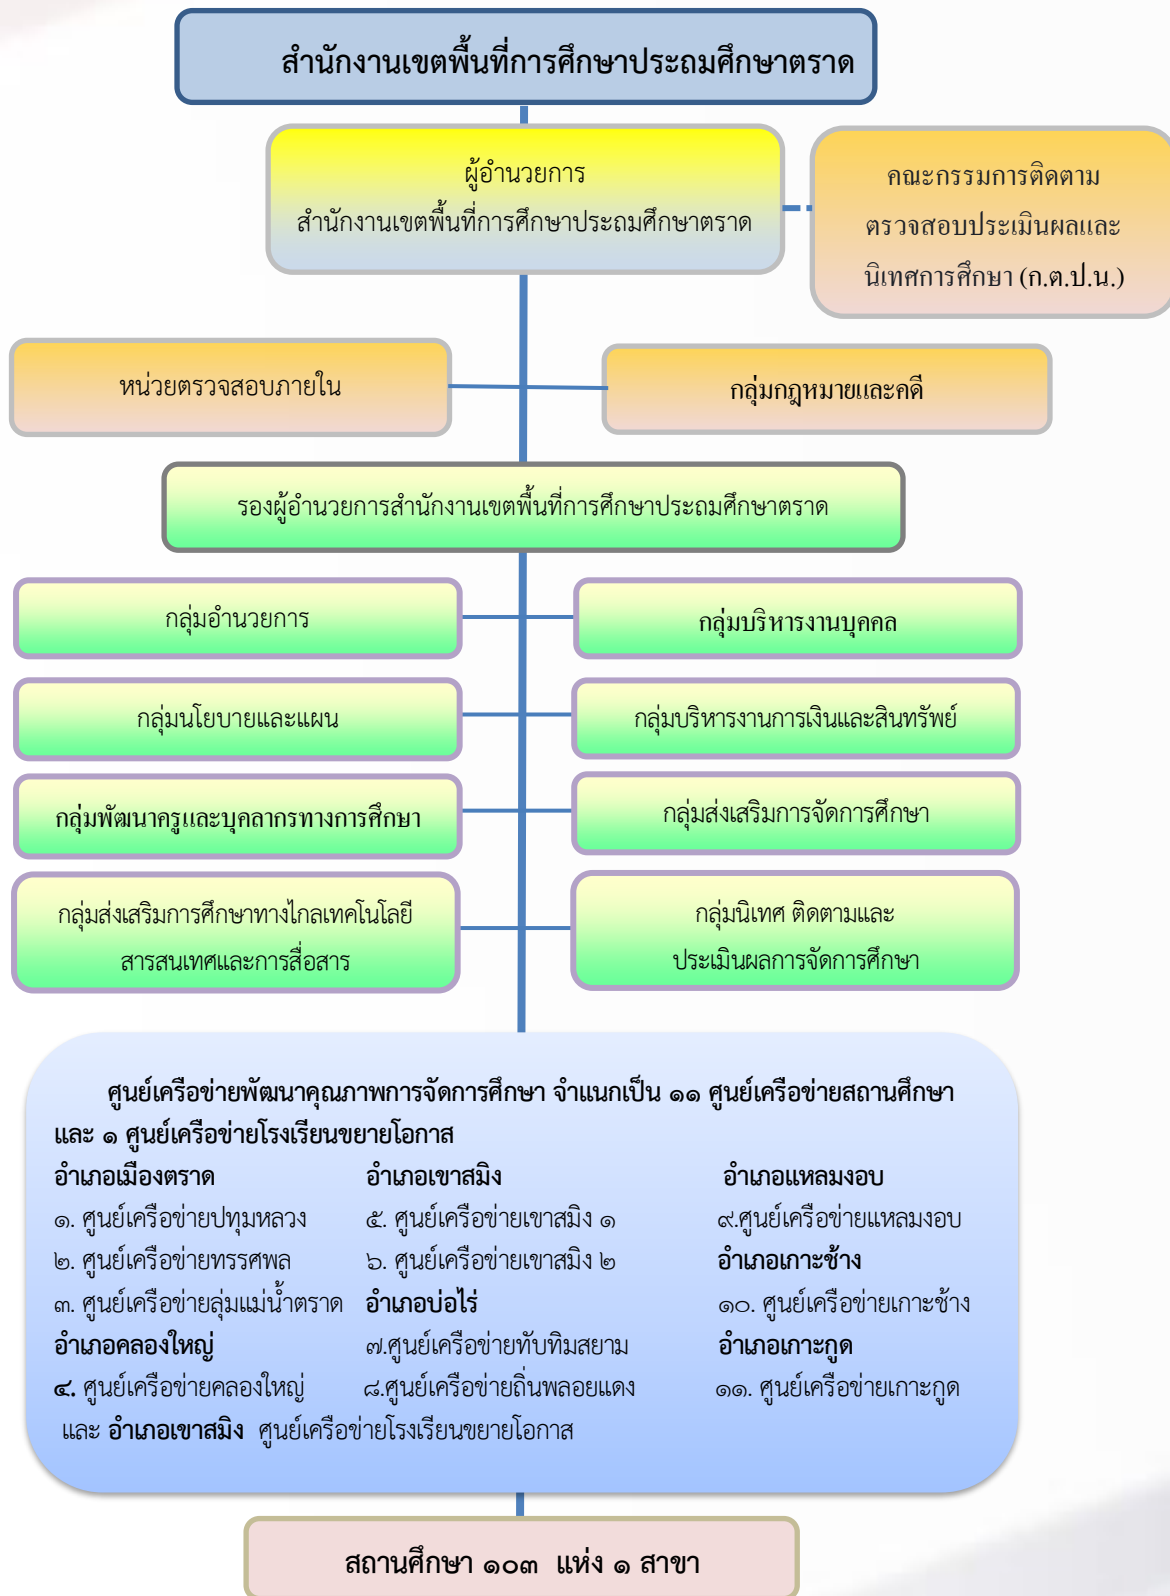 สำนักงานเขตพื้นที่การศึกษาประถมศึกษาตราด
ผู้อำนวยการ
สำนักงานเขตพื้นที่การศึกษาประถมศึกษาตราด
คณะกรรมการติดตาม
ตรวจสอบประเมินผลและ
นิเทศการศึกษา (ก.ต.ป.น.)
หน่วยตรวจสอบภายใน
กลุ่มกฎหมายและคดี
รองผู้อำนวยการสำนักงานเขตพื้นที่การศึกษาประถมศึกษาตราด
กลุ่มอำนวยการ
กลุ่มบริหารงานบุคคล
กลุ่มนโยบายและแผน
กลุ่มบริหารงานการเงินและสินทรัพย์
กลุ่มพัฒนาครูและบุคลากรทางการศึกษา
กลุ่มส่งเสริมการจัดการศึกษา
กลุ่มส่งเสริมการศึกษาทางไกลเทคโนโลยี
สารสนเทศและการสื่อสาร
กลุ่มนิเทศ ติดตามและ
ประเมินผลการจัดการศึกษา
ศูนย์เครือข่ายพัฒนาคุณภาพการจัดการศึกษา จำแนกเป็น ๑๑ ศูนย์เครือข่ายสถานศึกษา
และ ๑ ศูนย์เครือข่ายโรงเรียนขยายโอกาส
อำเภอเมืองตราด อำเภอเขาสมิง อำเภอแหลมงอบ
๑. ศูนย์เครือข่ายปทุมหลวง ๕. ศูนย์เครือข่ายเขาสมิง ๑ ๙.ศูนย์เครือข่ายแหลมงอบ
๒. ศูนย์เครือข่ายทรรศพล ๖. ศูนย์เครือข่ายเขาสมิง ๒ อำเภอเกาะช้าง
๓. ศูนย์เครือข่ายลุ่มแม่น้ำตราด อำเภอบ่อไร่ ๑๐. ศูนย์เครือข่ายเกาะช้าง
อำเภอคลองใหญ่ ๗.ศูนย์เครือข่ายทับทิมสยาม อำเภอเกาะกูด
๔. ศูนย์เครือข่ายคลองใหญ่ ๘.ศูนย์เครือข่ายถิ่นพลอยแดง ๑๑. ศูนย์เครือข่ายเกาะกูด
และ อำเภอเขาสมิง ศูนย์เครือข่ายโรงเรียนขยายโอกาส
สถานศึกษา ๑๐๓ แห่ง ๑ สาขา